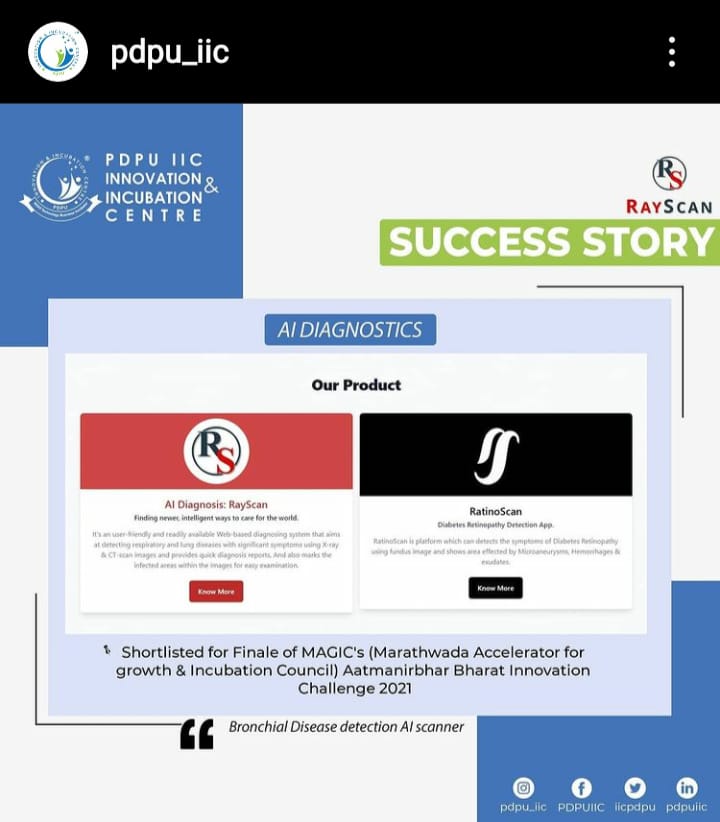 pdpu_iic
PDPU IIC
INNOVATION &
INCUBATION
CENTRE
RS
RAYSCAN
SUCCESS STORY
AI DIAGNOSTICS
Our Product
RS
AI Diagnosis: RayScan
Finding newer, intelligent ways to care for the world.
It's an user-friendly and readily available Web-based diagnosing system that aims
at detecting respiratory and lung diseases with significant symptoms using X-ray
& CT-scan images and provides quick diagnosis reports, And also marks the
infected areas within the images for easy examination.
Know More
RatinoScan
Diabetes Retinopathy Detection App.
RatinoScan is platform which can detects the symptoms of Diabetes Retinopathy
using fundus image and shows area effected by Microaneurysms, Hemorrhages &
exudates.
Know More
Shortlisted for Finale of MAGIC's (Marathwada Accelerator for
growth & Incubation Council) Aatmanirbhar Bharat Innovation
Challenge 2021
Bronchial Disease detection AI scanner
pdpu_iic PDPUIIC iicpdpu pdpuiic